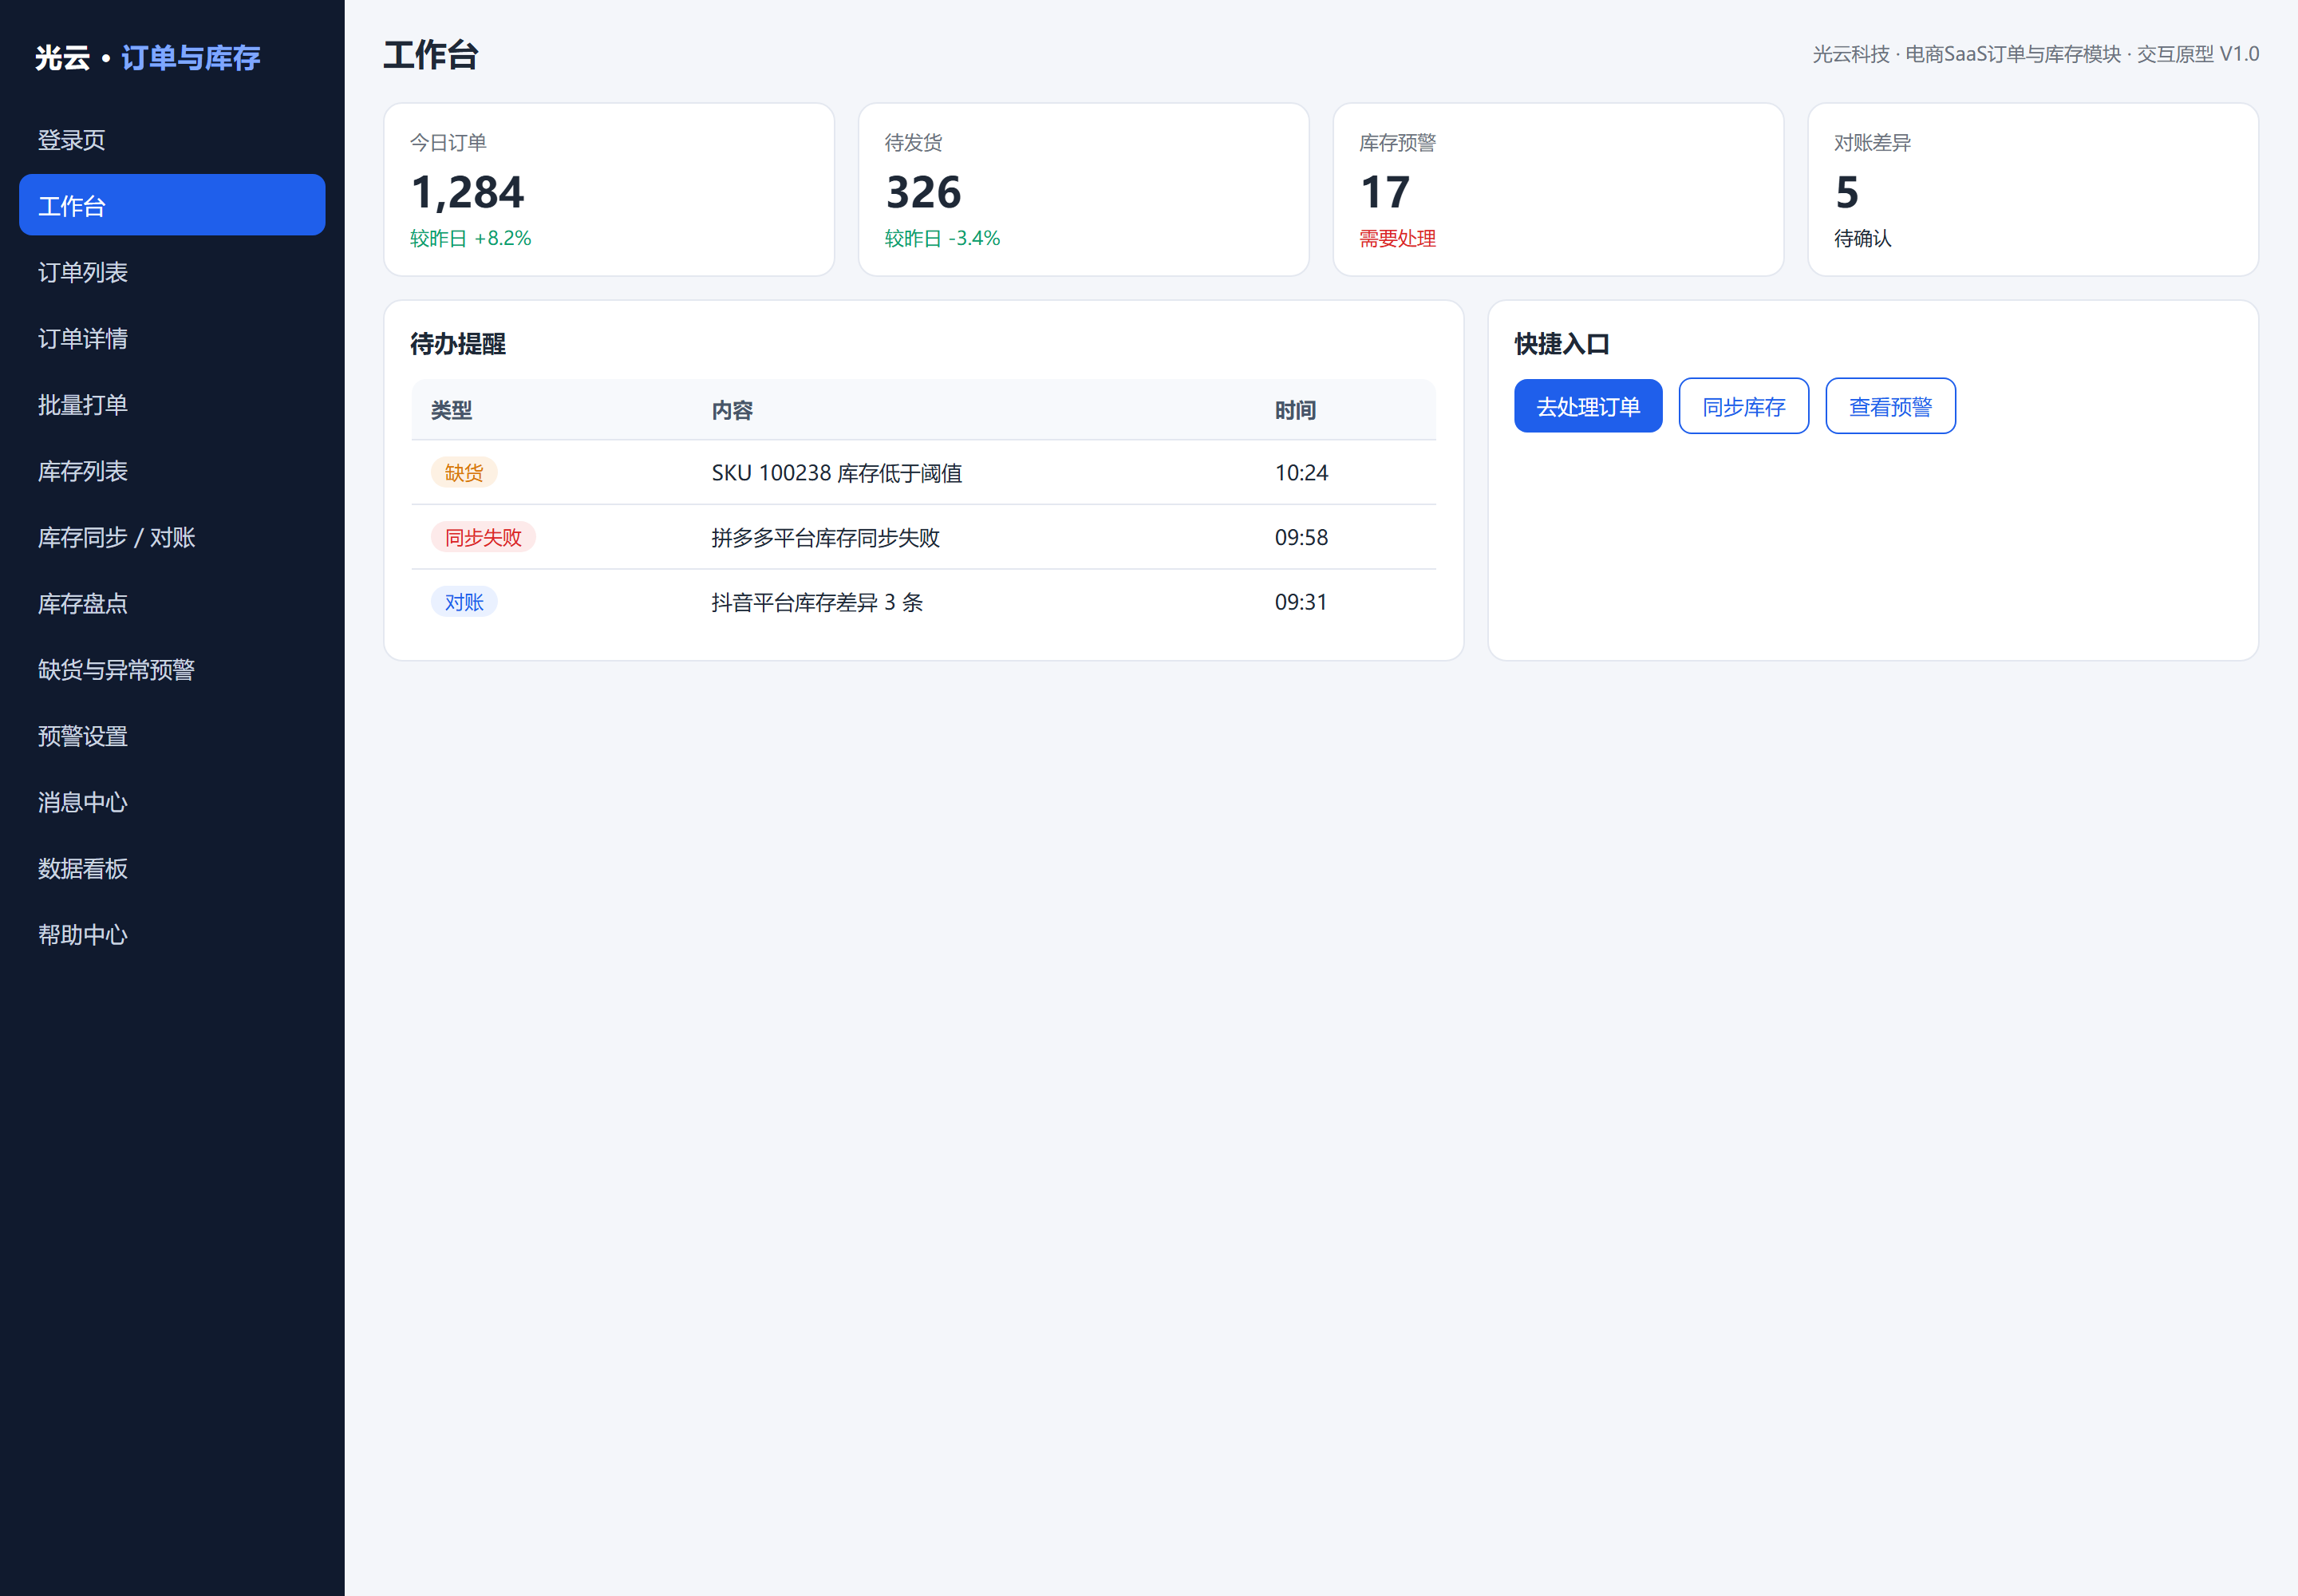 光云 · 订单与库存
登录页
工作台
订单列表
订单详情
批量打单
库存列表
库存同步 / 对账
库存盘点
缺货与异常预警
预警设置
消息中心
数据看板
帮助中心
工作台
光云科技 · 电商SaaS订单与库存模块 · 交互原型 V1.0
今日订单
1,284
较昨日 +8.2%
待发货
326
较昨日 -3.4%
库存预警
17
需要处理
对账差异
5
待确认
待办提醒
类型 内容 时间
缺货 SKU 100238 库存低于阈值 10:24
同步失败 拼多多平台库存同步失败 09:58
对账 抖音平台库存差异 3 条 09:31
快捷入口
去处理订单 同步库存 查看预警